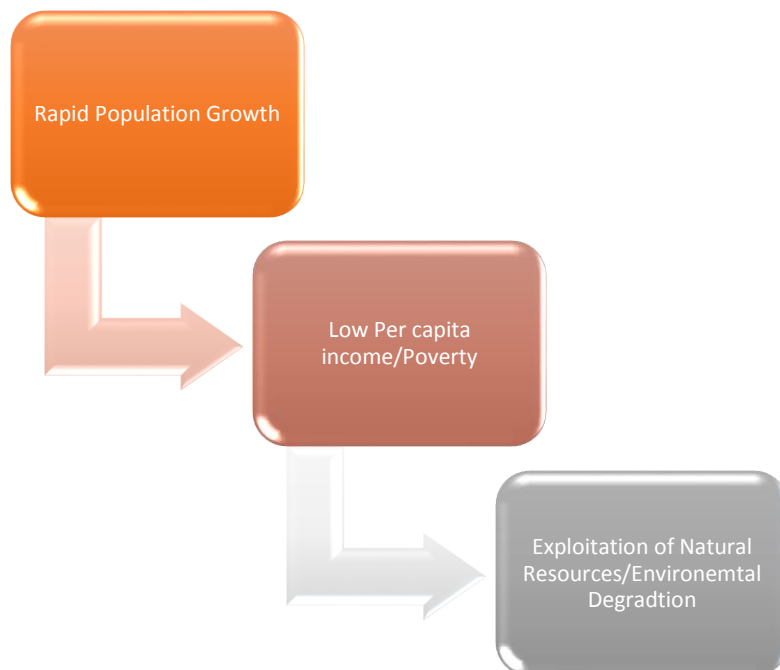 Rapid Population Growth
Low Per capita
income/Poverty
Exploitation of Natural
Resources/Environemtal
Degradtion